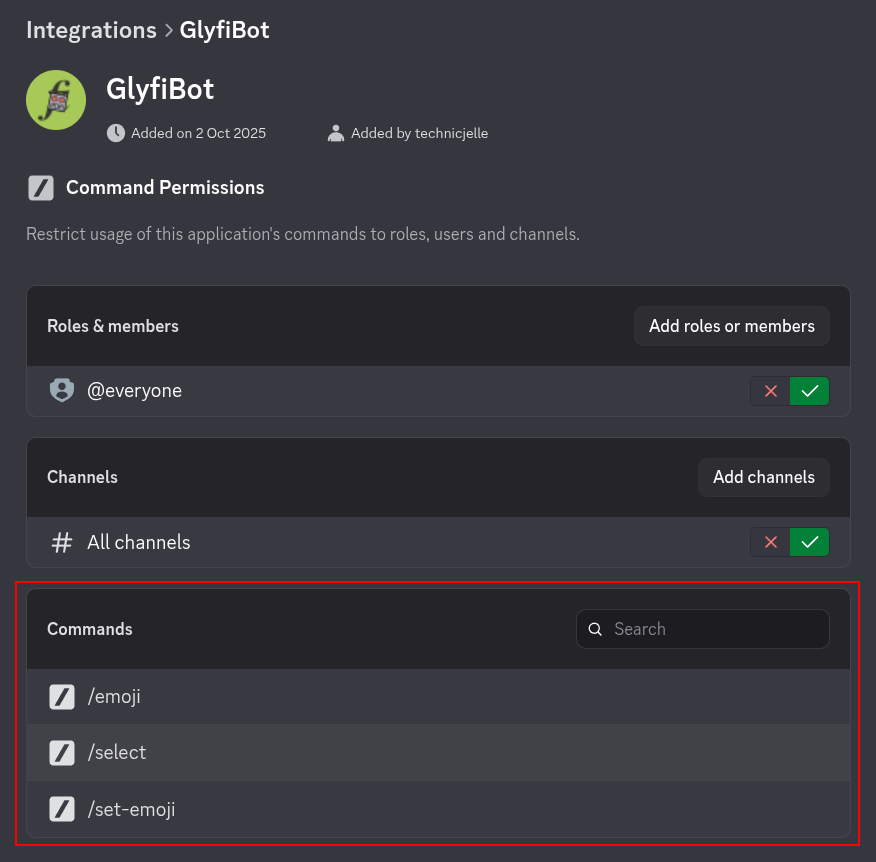 Integrations > GlyfiBot
GlyfiBot
Added on 2 Oct 2025 Added by technicjelle
Command Permissions
Restrict usage of this application's commands to roles, users and channels.
Roles & members Add roles or members
@everyone
Channels Add channels
All channels
Commands Search
/emoji
/select
/set-emoji